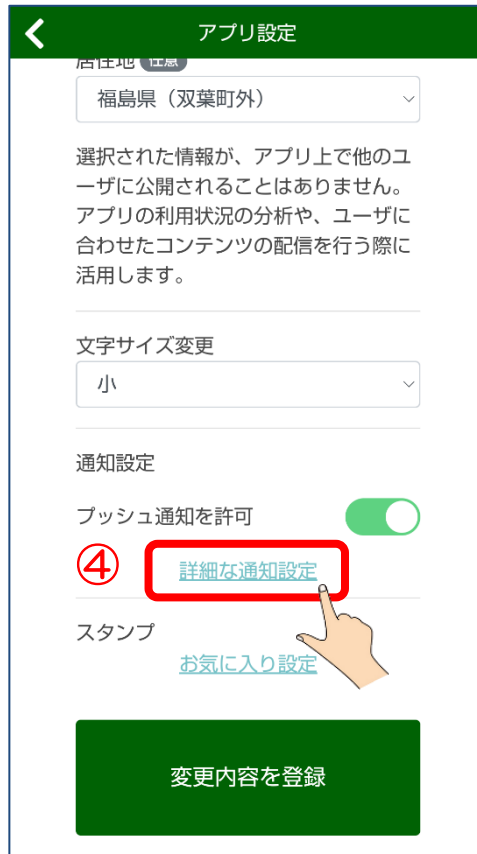 アプリ設定
居住地 任意
福島県（双葉町外）
選択された情報が、アプリ上で他のユ
ーザに公開されることはありません。
アプリの利用状況の分析や、ユーザに
合わせたコンテンツの配信を行う際に
活用します。
文字サイズ変更
小
通知設定
プッシュ通知を許可
④ 詳細な通知設定
スタンプ
お気に入り設定
変更内容を登録